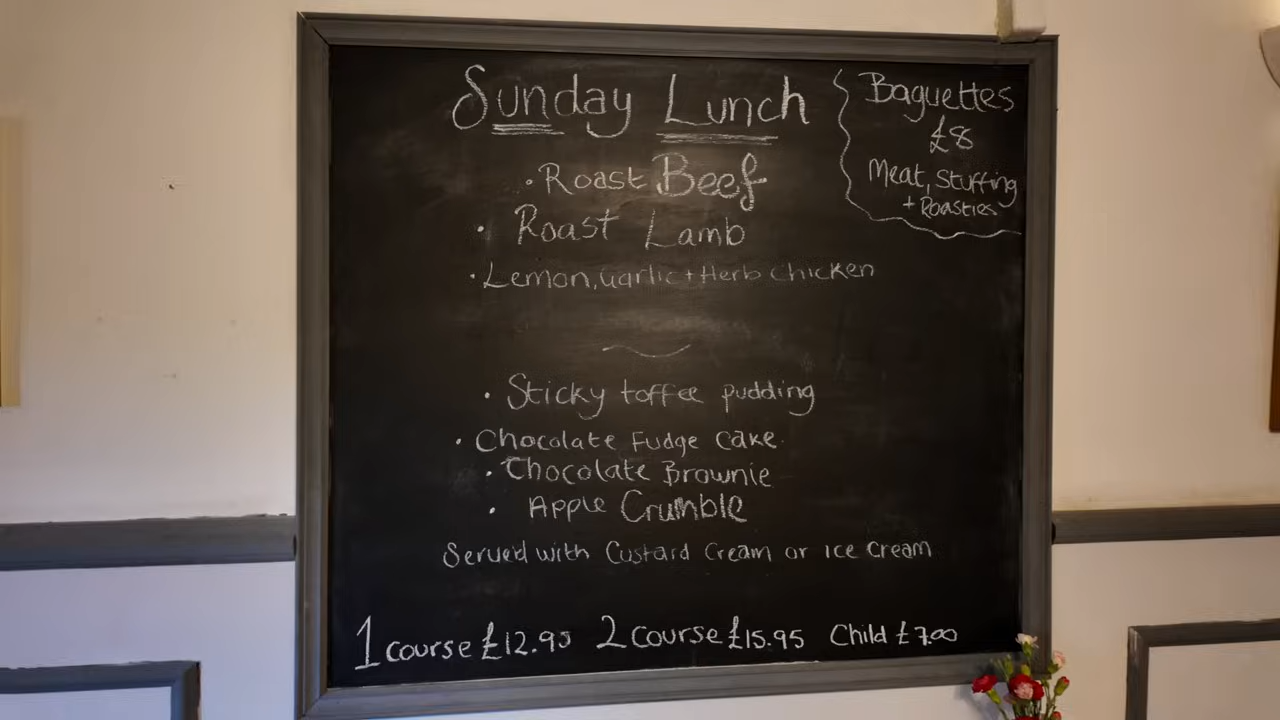 Sunday Lunch
• Roast Beef
• Roast Lamb
• Lemon, Garlic + Herb Chicken
• Sticky toffee pudding
• Chocolate Fudge Cake
• Chocolate Brownie
• Apple Crumble
Served with Custard Cream or Ice Cream
1 course £12.95 2 course £15.95 Child £7.00
Baguettes
£8
Meat, Stuffing
+ Roasties